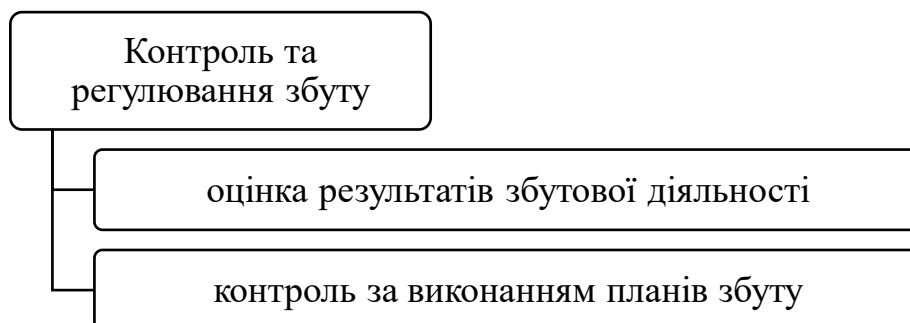 Контроль та
регулювання збуту
оцінка результатів збутової діяльності
контроль за виконанням планів збуту